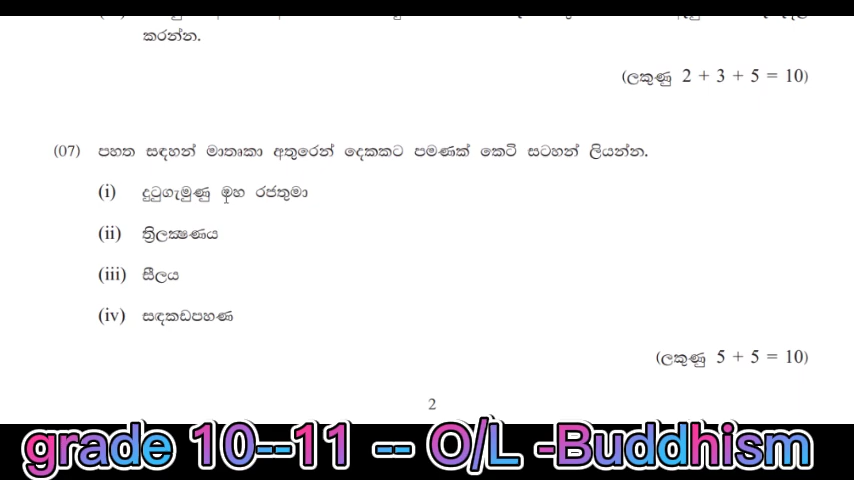 කරන්න.
(ලකුණු 2 + 3 + 5 = 10)
(07) පහත සඳහන් මාතෘකා අතුරෙන් දෙකකට පමණක් කෙටි සටහන් ලියන්න.
(i) දුටුගැමුණු මහ රජතුමා
(ii) ත්‍රිලක්ෂණය
(iii) සීලය
(iv) සඳකඩපහණ
(ලකුණු 5 + 5 = 10)
2
grade 10--11 -- O/L -Buddhism